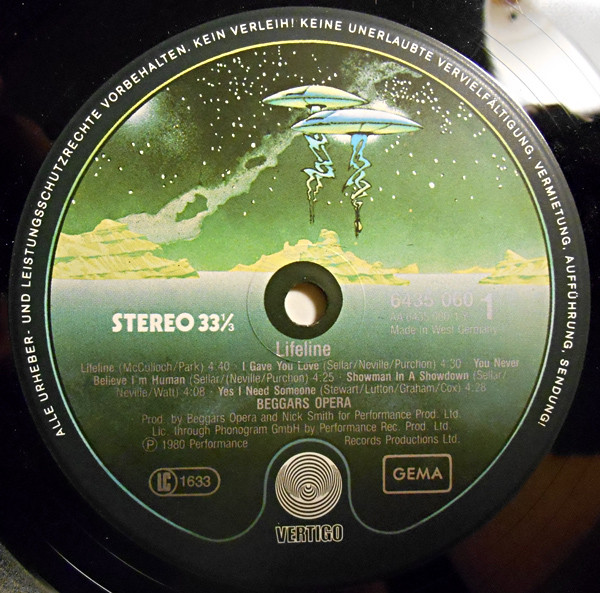 ALLE URHEBER- UND LEISTUNGSSCHUTZRECHTE VORBEHALTEN. KEIN VERLEIH! KEINE UNERLAUBTE VERVIELFÄLTIGUNG, VERMIETUNG, AUFFÜHRUNG, SENDUNG!
STEREO 33⅓
6435 060 1
Made in West Germany
Lifeline
Lifeline (McCulloch/Park) 4:40 · I Gave You Love (Sellar/Neville/Purchon) 4:30 · You Never
Believe I'm Human (Sellar/(Neville/Purchon) 4:25 · Showman In A Showdown (Sellar/
Neville/Watt) 4:08 · Yes I Need Someone (Stewart/Lutton/Graham/Cox) 4:28
BEGGARS OPERA
Prod. by Beggars Opera and Nick Smith for Performance Prod. Ltd.
Lic. through Phonogram GmbH by Performance Rec. Prod. Ltd.
Ⓟ 1980 Performance Records Productions Ltd.
LC 1633
GEMA
VERTIGO